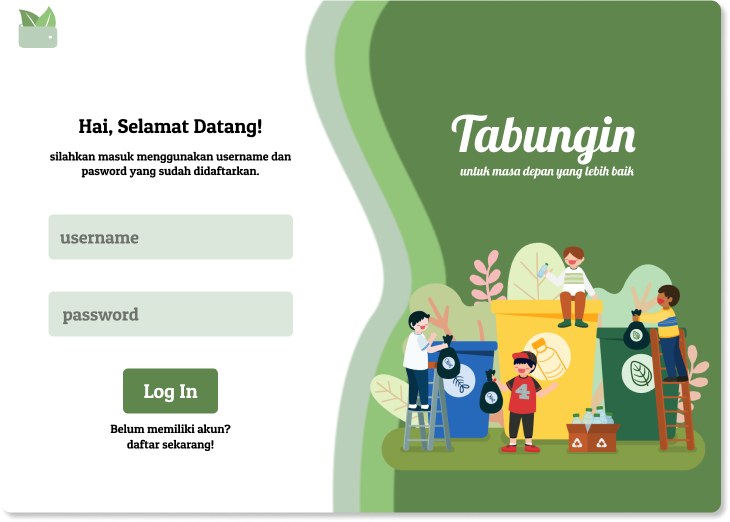 Hai, Selamat Datang!
silahkan masuk menggunakan username dan
pasword yang sudah didaftarkan.
username
password
Log In
Belum memiliki akun?
daftar sekarang!
Tabungin
untuk masa depan yang lebih baik
4